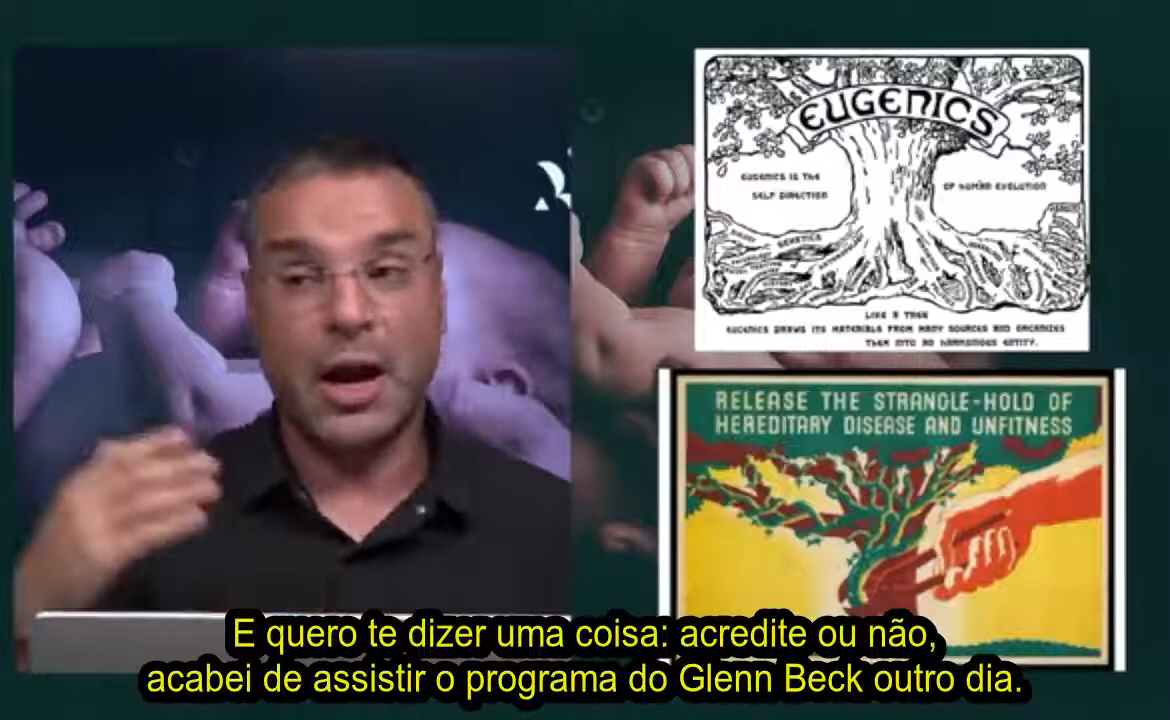 EUGENICS
EUGENICS IS THE
SELF DIRECTION
OF HUMAN EVOLUTION
GENETICS
LIKE A TREE
EUGENICS DRAWS ITS MATERIALS FROM MANY SOURCES AND ORGANIZES
THEM INTO AN HARMONIOUS ENTITY.
RELEASE THE STRANGLE-HOLD OF
HEREDITARY DISEASE AND UNFITNESS
E quero te dizer uma coisa: acredite ou não,
acabei de assistir o programa do Glenn Beck outro dia.